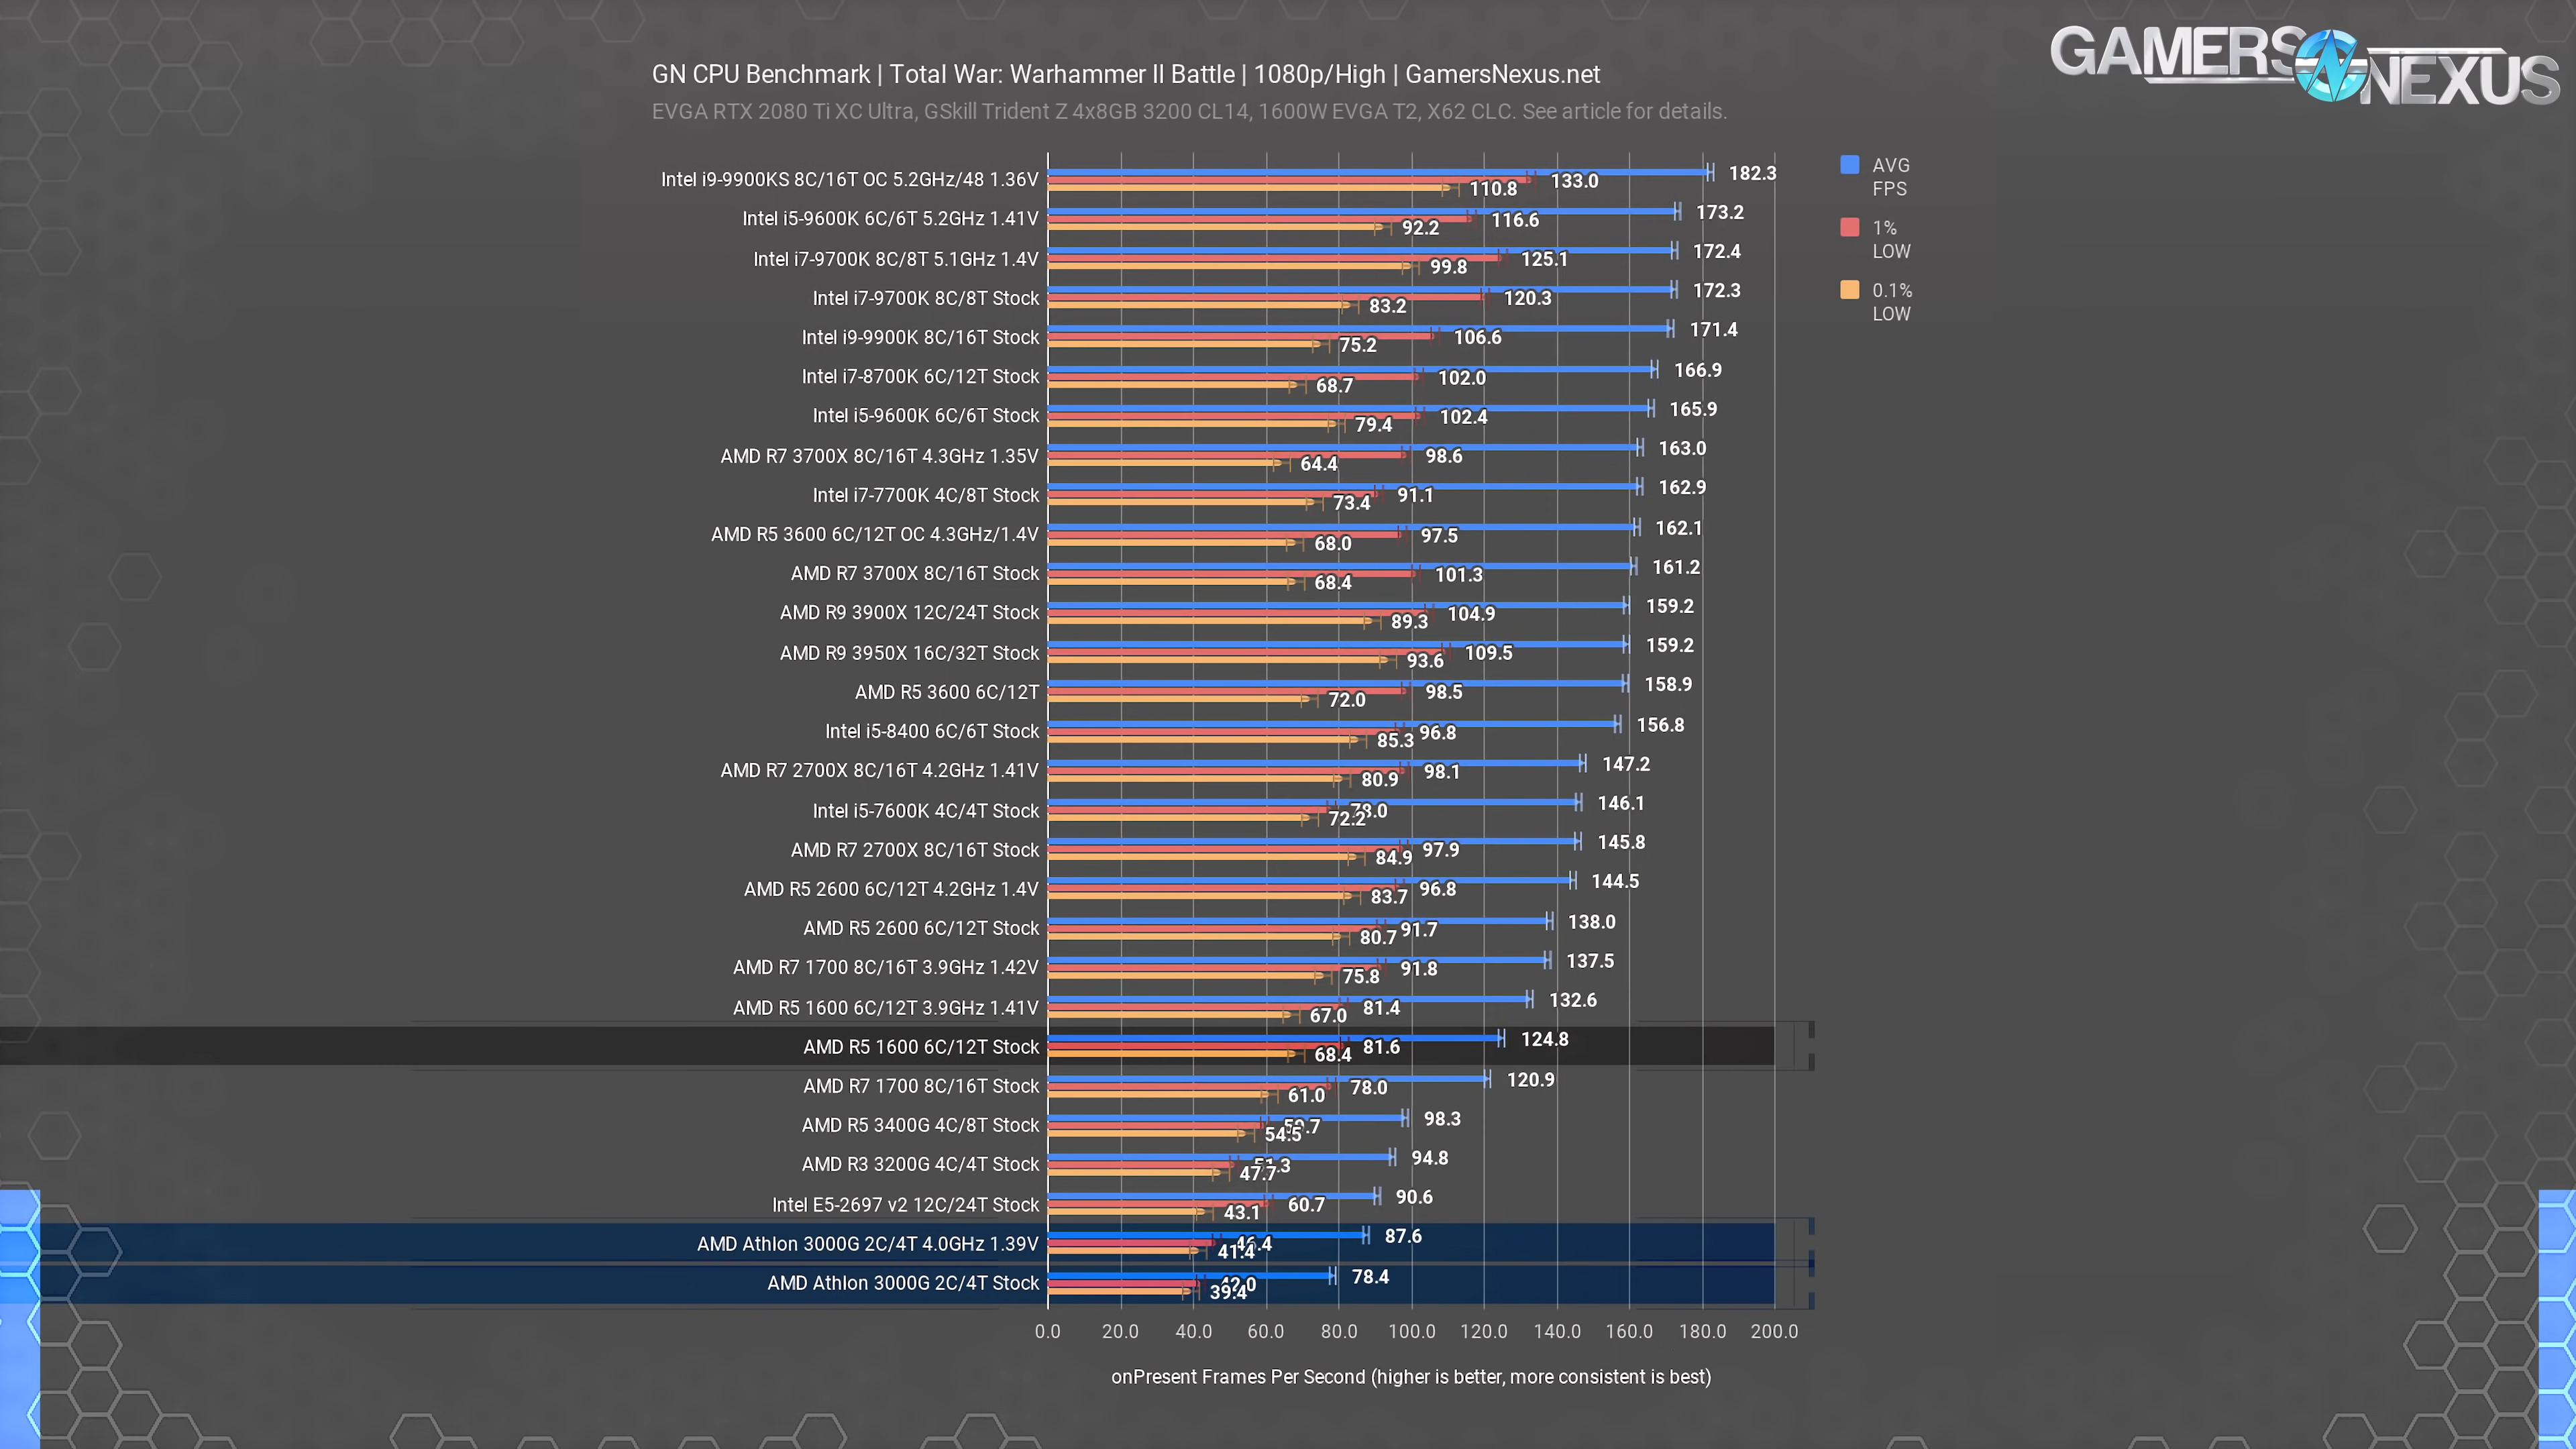 GAMERS NEXUS
GN CPU Benchmark | Total War: Warhammer II Battle | 1080p/High | GamersNexus.net
EVGA RTX 2080 Ti XC Ultra, GSkill Trident Z 4x8GB 3200 CL14, 1600W EVGA T2, X62 CLC. See article for details.
AVG
FPS
1%
LOW
0.1%
LOW
Intel i9-9900KS 8C/16T OC 5.2GHz/48 1.36V 182.3 133.0 110.8
Intel i5-9600K 6C/6T 5.2GHz 1.41V 173.2 116.6 92.2
Intel i7-9700K 8C/8T 5.1GHz 1.4V 172.4 125.1 99.8
Intel i7-9700K 8C/8T Stock 172.3 120.3 83.2
Intel i9-9900K 8C/16T Stock 171.4 106.6 75.2
Intel i7-8700K 6C/12T Stock 166.9 102.0 68.7
Intel i5-9600K 6C/6T Stock 165.9 102.4 79.4
AMD R7 3700X 8C/16T 4.3GHz 1.35V 163.0 98.6 64.4
Intel i7-7700K 4C/8T Stock 162.9 91.1 73.4
AMD R5 3600 6C/12T OC 4.3GHz/1.4V 162.1 97.5 68.0
AMD R7 3700X 8C/16T Stock 161.2 101.3 68.4
AMD R9 3900X 12C/24T Stock 159.2 104.9 89.3
AMD R9 3950X 16C/32T Stock 159.2 109.5 93.6
AMD R5 3600 6C/12T 158.9 98.5 72.0
Intel i5-8400 6C/6T Stock 156.8 96.8 85.3
AMD R7 2700X 8C/16T 4.2GHz 1.41V 147.2 98.1 80.9
Intel i5-7600K 4C/4T Stock 146.1 78.0 72.2
AMD R7 2700X 8C/16T Stock 145.8 97.9 84.9
AMD R5 2600 6C/12T 4.2GHz 1.4V 144.5 96.8 83.7
AMD R5 2600 6C/12T Stock 138.0 91.7 80.7
AMD R7 1700 8C/16T 3.9GHz 1.42V 137.5 91.8 75.8
AMD R5 1600 6C/12T 3.9GHz 1.41V 132.6 81.4 67.0
AMD R5 1600 6C/12T Stock 124.8 81.6 68.4
AMD R7 1700 8C/16T Stock 120.9 78.0 61.0
AMD R5 3400G 4C/8T Stock 98.3 59.7 54.5
AMD R3 3200G 4C/4T Stock 94.8 51.3 47.7
Intel E5-2697 v2 12C/24T Stock 90.6 60.7 43.1
AMD Athlon 3000G 2C/4T 4.0GHz 1.39V 87.6 46.4 41.4
AMD Athlon 3000G 2C/4T Stock 78.4 42.0 39.4
0.0 20.0 40.0 60.0 80.0 100.0 120.0 140.0 160.0 180.0 200.0
onPresent Frames Per Second (higher is better, more consistent is best)